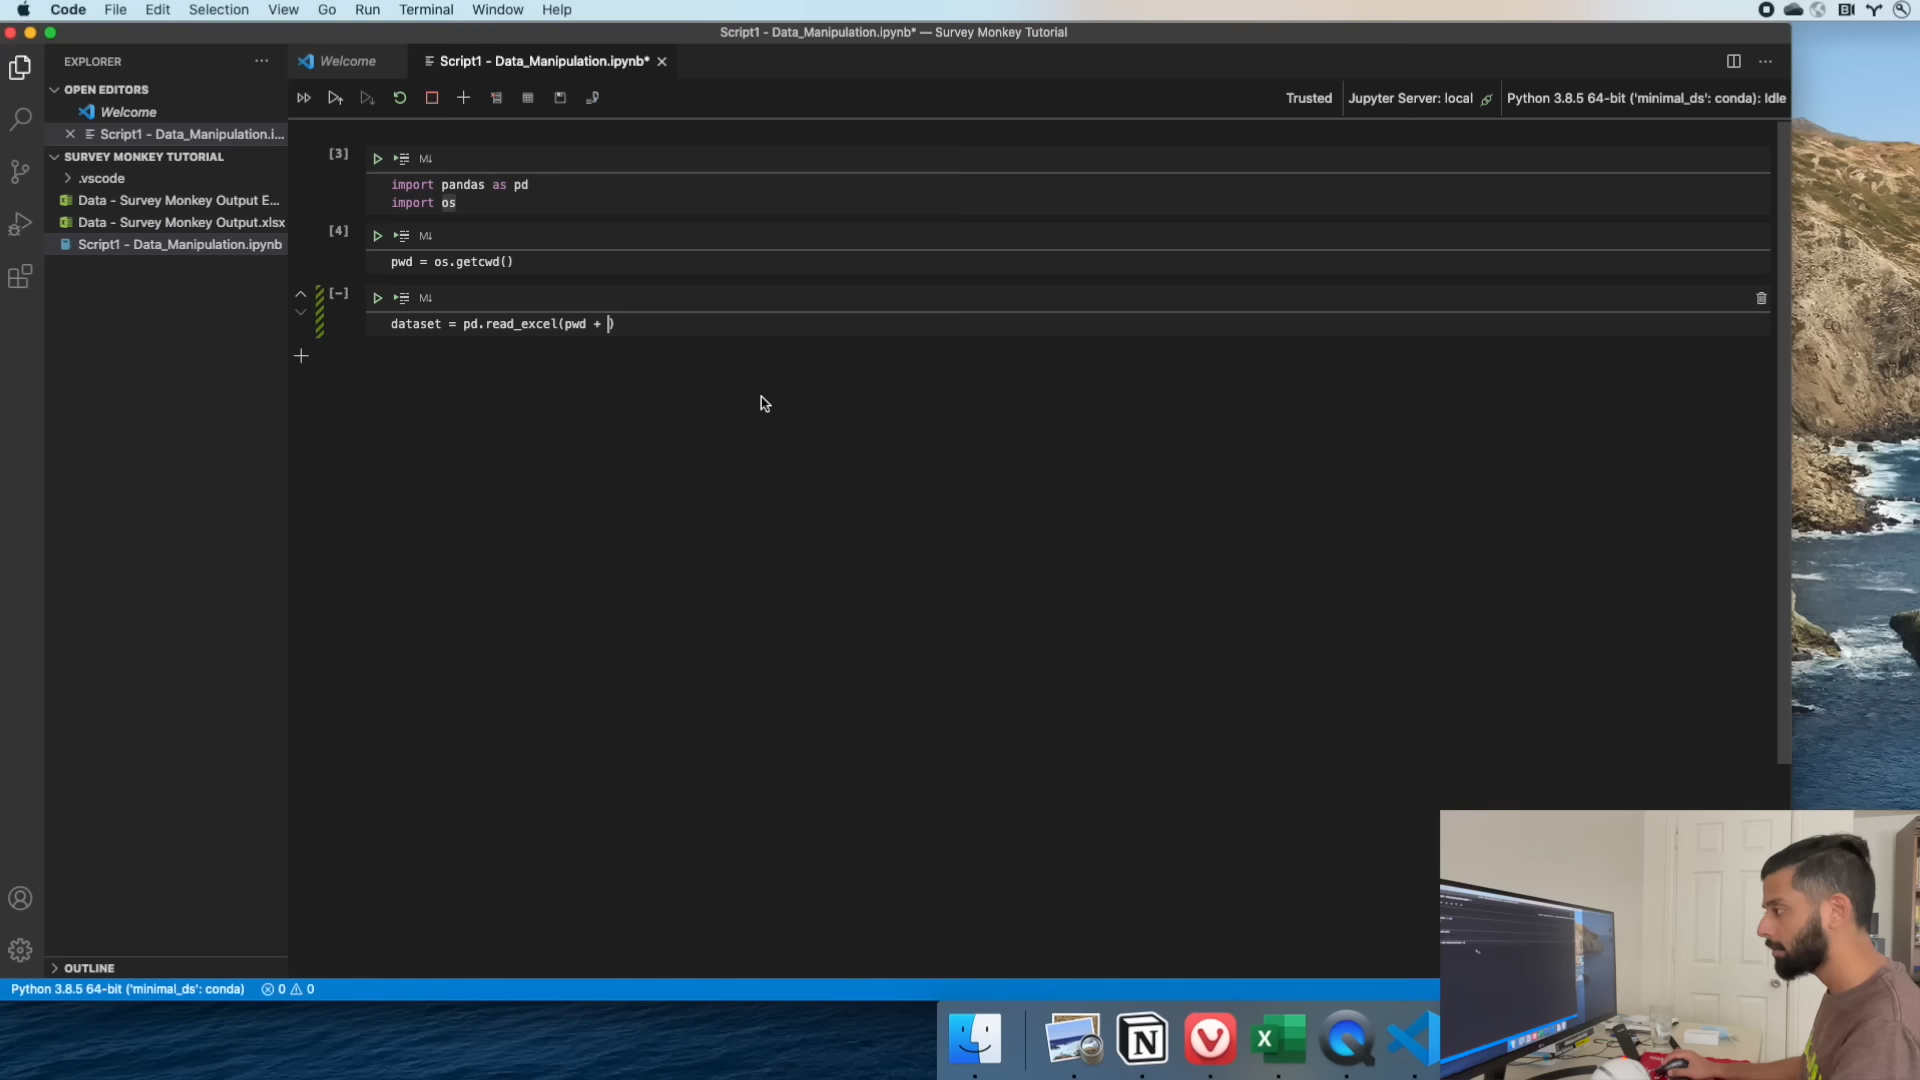 Code File Edit Selection View Go Run Terminal Window Help
Script1 - Data_Manipulation.ipynb* — Survey Monkey Tutorial
EXPLORER
Welcome
Script1 - Data_Manipulation.ipynb*
OPEN EDITORS
Welcome
Script1 - Data_Manipulation.i...
SURVEY MONKEY TUTORIAL
.vscode
Data - Survey Monkey Output E...
Data - Survey Monkey Output.xlsx
Script1 - Data_Manipulation.ipynb
Trusted
Jupyter Server: local
Python 3.8.5 64-bit ('minimal_ds': conda): Idle
[3]
M↓
import pandas as pd
import os
[4]
M↓
pwd = os.getcwd()
[-]
M↓
dataset = pd.read_excel(pwd + )
OUTLINE
Python 3.8.5 64-bit ('minimal_ds': conda) 0 0